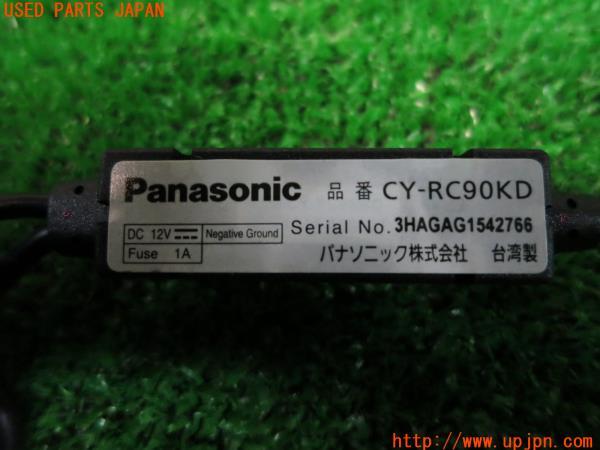 USED PARTS JAPAN
Panasonic 品番 CY-RC90KD
DC 12V Negative Ground Serial No. 3HAGAG1542766
Fuse 1A パナソニック株式会社 台湾製
http://www.upjpn.com/